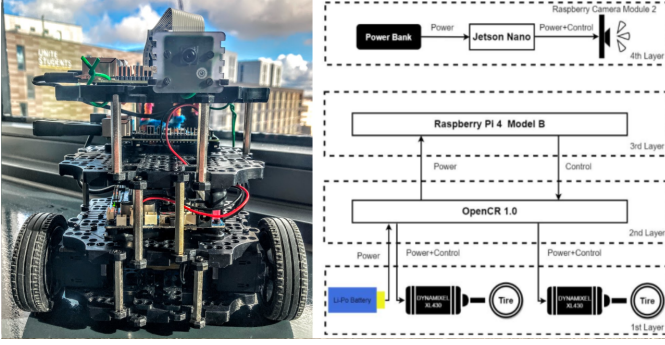 UNITE
STUDENTS
Raspberry Camera Module 2
Power Bank
Power
Jetson Nano
Power+Control
4th Layer
Raspberry Pi 4 Model B
3rd Layer
Power
Control
OpenCR 1.0
2nd Layer
Power
Power+Control
Power+Control
Li-Po Battery
DYNAMIXEL
XL430
Tire
DYNAMIXEL
XL430
Tire
1st Layer